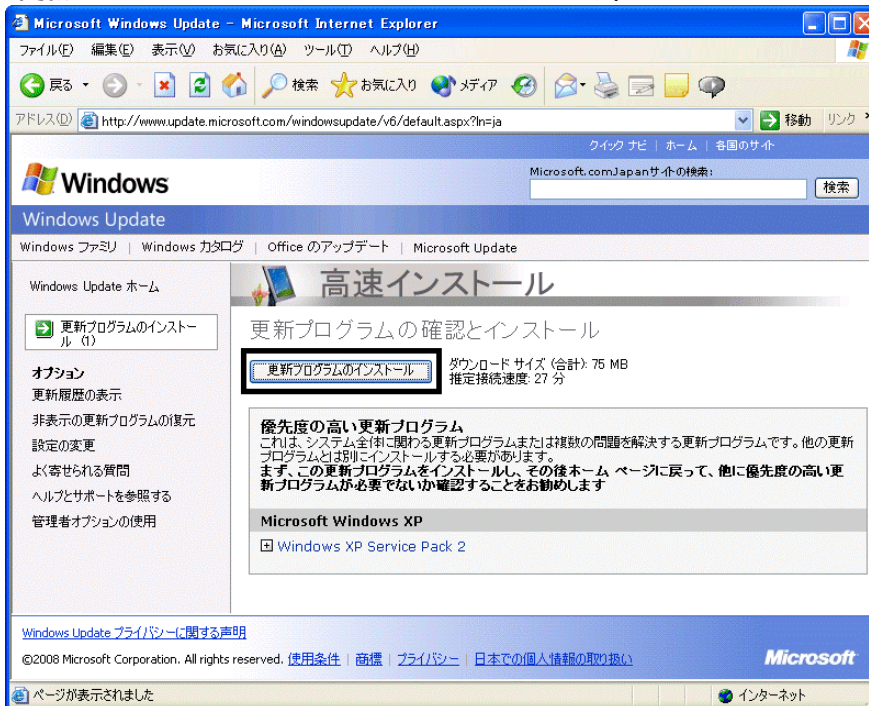 Microsoft Windows Update - Microsoft Internet Explorer
ファイル(F) 編集(E) 表示(V) お気に入り(A) ツール(T) ヘルプ(H)
戻る 検索 お気に入り メディア
アドレス(D) http://www.update.microsoft.com/windowsupdate/v6/default.aspx?ln=ja 移動 リンク
クイック ナビ | ホーム | 各国のサイト
Windows
Microsoft.comJapanサイトの検索:
検索
Windows Update
Windows ファミリ | Windows カタログ | Office のアップデート | Microsoft Update
Windows Update ホーム
更新プログラムのインストー
ル (1)
オプション
更新履歴の表示
非表示の更新プログラムの復元
設定の変更
よく寄せられる質問
ヘルプとサポートを参照する
管理者オプションの使用
高速インストール
更新プログラムの確認とインストール
更新プログラムのインストール
ダウンロード サイズ (合計): 75 MB
推定接続速度: 27 分
優先度の高い更新プログラム
これは、システム全体に関わる更新プログラムまたは複数の問題を解決する更新プログラムです。他の更新
プログラムとは別にインストールする必要があります。
まず、この更新プログラムをインストールし、その後ホーム ページに戻って、他に優先度の高い更
新プログラムが必要でないか確認することをお勧めします
Microsoft Windows XP
Windows XP Service Pack 2
Windows Update プライバシーに関する声明
©2008 Microsoft Corporation. All rights reserved. 使用条件 | 商標 | プライバシー | 日本での個人情報の取り扱い
Microsoft
ページが表示されました インターネット